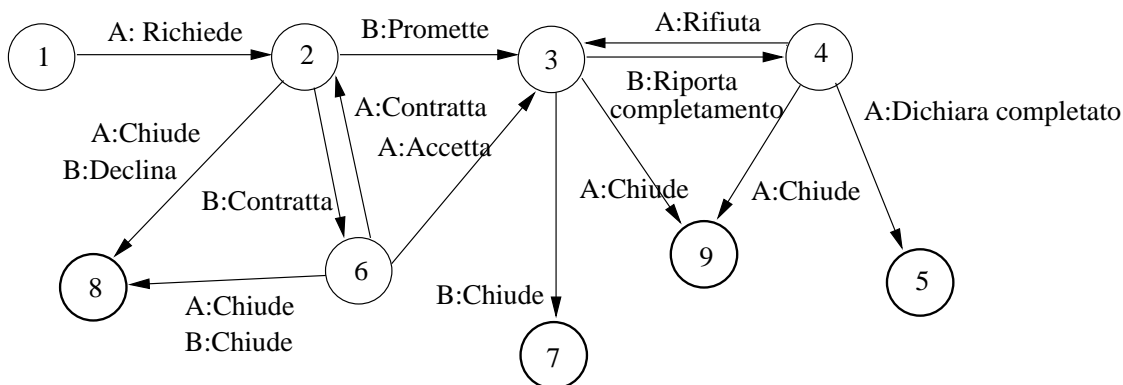 A: Richiede
B:Promette
A:Rifiuta
1
2
3
4
B:Riporta
completamento
A:Contratta
A:Dichiara completato
A:Chiude
B:Declina
A:Accetta
B:Contratta
A:Chiude
A:Chiude
8
6
9
5
A:Chiude
B:Chiude
B:Chiude
7